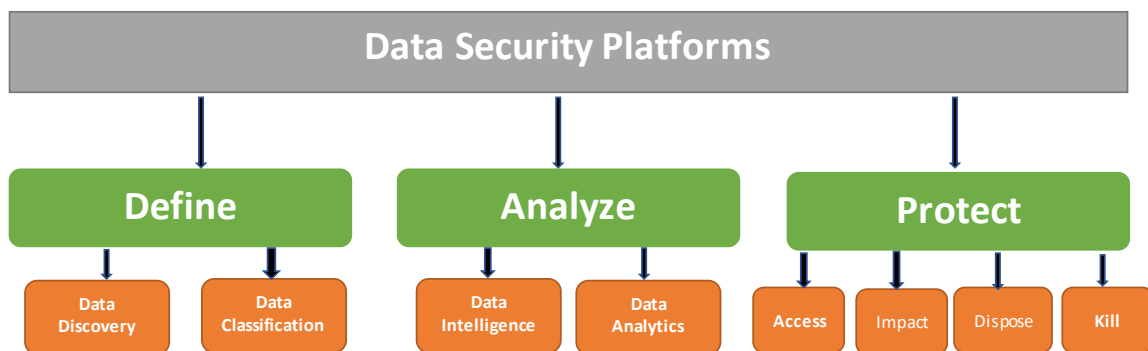 Data Security Platforms
Define
Analyze
Protect
Data
Discovery
Data
Classification
Data
Intelligence
Data
Analytics
Access
Impact
Dispose
Kill